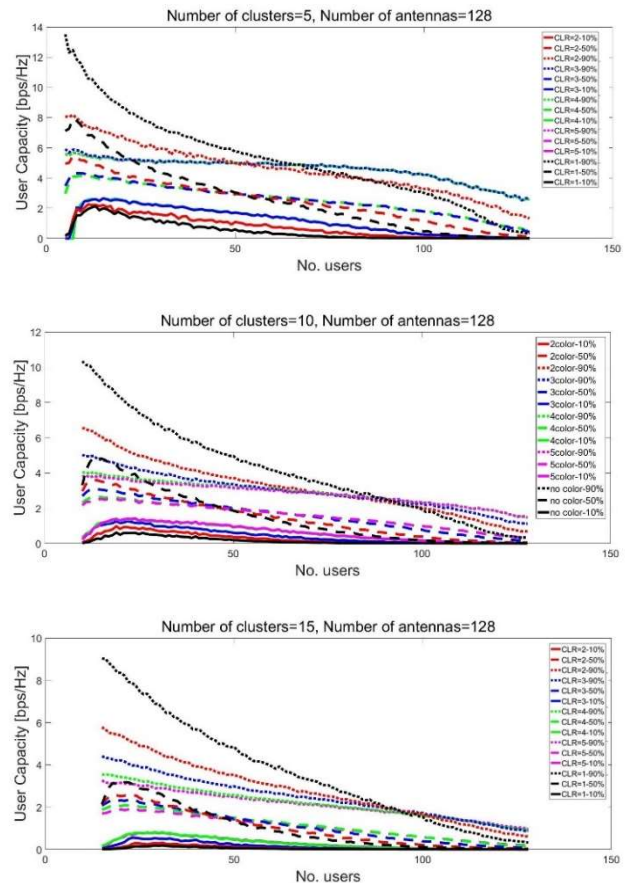 Number of clusters=5, Number of antennas=128
User Capacity [bps/Hz]
14
12
10
8
6
4
2
0
0
50
100
150
No. users
CLR=2-10%
CLR=2-50%
CLR=2-90%
CLR=3-90%
CLR=3-50%
CLR=3-10%
CLR=4-90%
CLR=4-50%
CLR=4-10%
CLR=5-90%
CLR=5-50%
CLR=5-10%
CLR=1-90%
CLR=1-50%
CLR=1-10%
Number of clusters=10, Number of antennas=128
User Capacity [bps/Hz]
12
10
8
6
4
2
0
0
50
100
150
No. users
2color-10%
2color-50%
2color-90%
3color-90%
3color-50%
3color-10%
4color-90%
4color-50%
4color-10%
5color-90%
5color-50%
5color-10%
no color-90%
no color-50%
no color-10%
Number of clusters=15, Number of antennas=128
User Capacity [bps/Hz]
10
8
6
4
2
0
0
50
100
150
No. users
CLR=2-10%
CLR=2-50%
CLR=2-90%
CLR=3-90%
CLR=3-50%
CLR=3-10%
CLR=4-90%
CLR=4-50%
CLR=4-10%
CLR=5-90%
CLR=5-50%
CLR=5-10%
CLR=1-90%
CLR=1-50%
CLR=1-10%